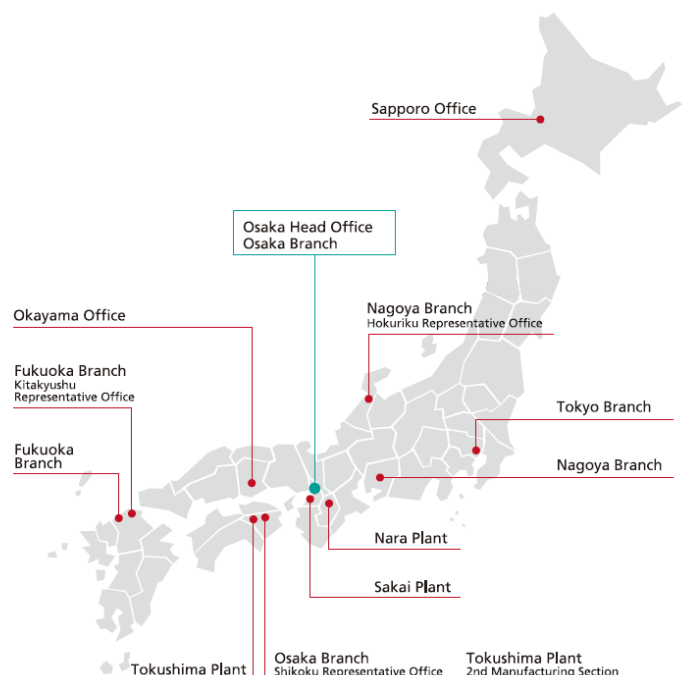 Sapporo Office
Osaka Head Office
Osaka Branch
Nagoya Branch
Hokuriku Representative Office
Okayama Office
Fukuoka Branch
Kitakyushu
Representative Office
Tokyo Branch
Fukuoka
Branch
Nagoya Branch
Nara Plant
Sakai Plant
Tokushima Plant
Osaka Branch
Shikoku Representative Office
Tokushima Plant
2nd Manufacturing Section